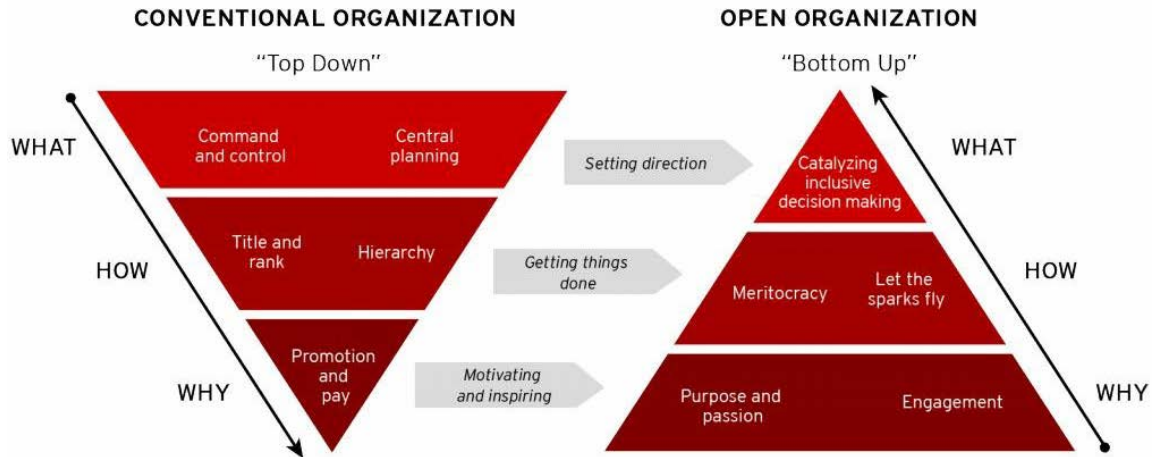 CONVENTIONAL ORGANIZATION
"Top Down"
OPEN ORGANIZATION
"Bottom Up"
WHAT
Command
and control
Central
planning
Setting direction
Catalyzing
inclusive
decision making
WHAT
HOW
Title and
rank
Hierarchy
Getting things
done
Meritocracy
Let the
sparks fly
HOW
WHY
Promotion
and
pay
Motivating
and inspiring
Purpose and
passion
Engagement
WHY